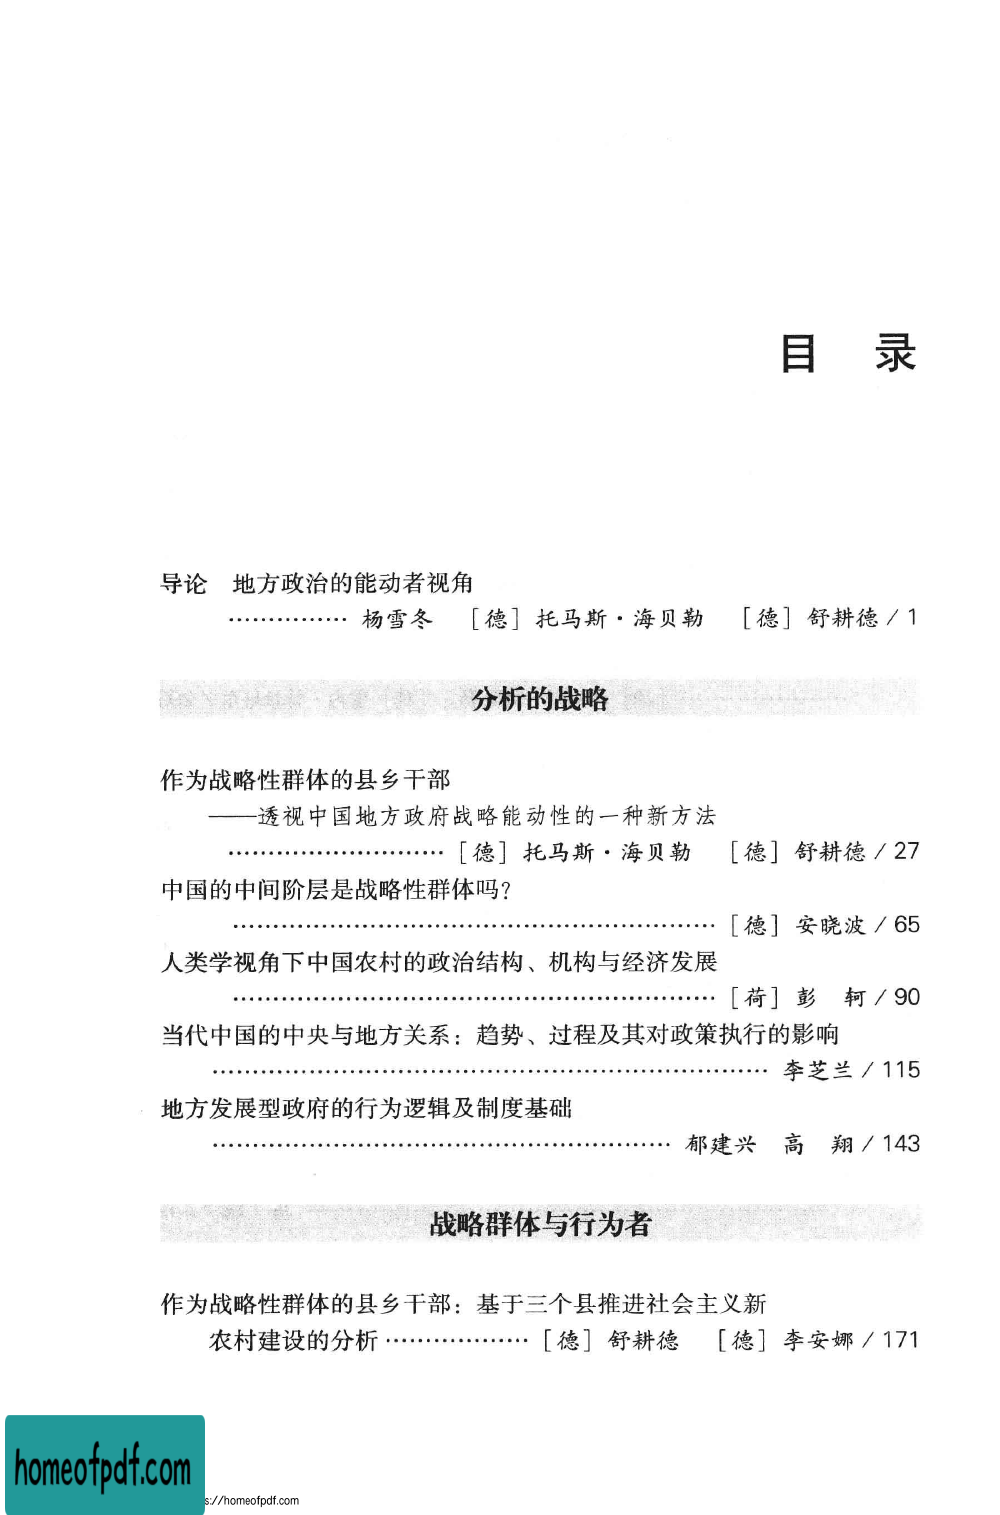 目 录
导论 地方政治的能动者视角
…………… 杨雪冬 ［德］托马斯·海贝勒 ［德］舒耕德／1
分析的战略
作为战略性群体的县乡干部
——透视中国地方政府战略能动性的一种新方法
……………………… ［德］托马斯·海贝勒 ［德］舒耕德／27
中国的中间阶层是战略性群体吗?
…………………………………………………… ［德］安晓波／65
人类学视角下中国农村的政治结构、机构与经济发展
…………………………………………………… ［荷］彭 轲／90
当代中国的中央与地方关系：趋势、过程及其对政策执行的影响
…………………………………………………………… 李芝兰／115
地方发展型政府的行为逻辑及制度基础
………………………………………………… 郁建兴 高 翔／143
战略群体与行为者
作为战略性群体的县乡干部：基于三个县推进社会主义新
农村建设的分析 ……………… ［德］舒耕德 ［德］李安娜／171
homeofpdf.com
s://homeofpdf.com